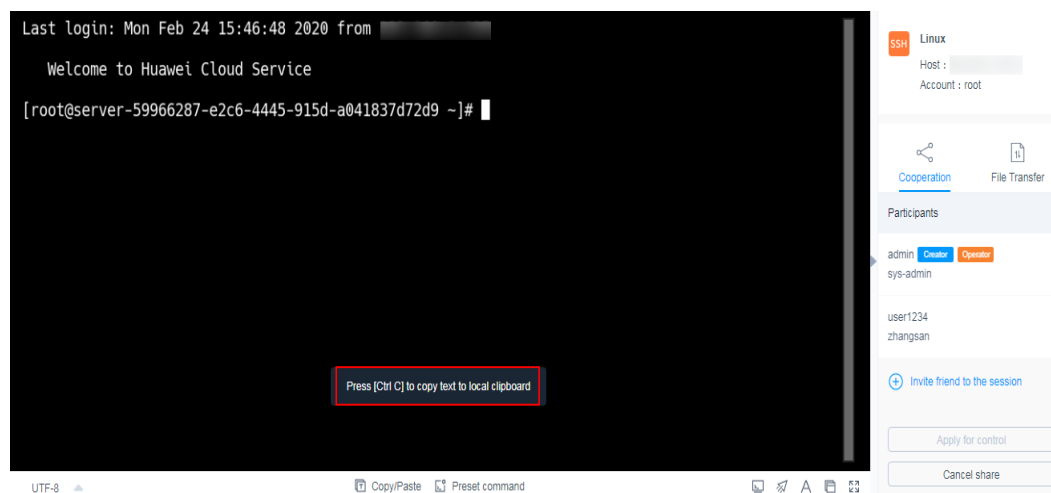 Last login: Mon Feb 24 15:46:48 2020 from
Welcome to Huawei Cloud Service
[root@server-59966287-e2c6-4445-915d-a041837d72d9 ~]#
Press [Ctrl C] to copy text to local clipboard
UTF-8
Copy/Paste
Preset command
A
SSH
Linux
Host :
Account : root
Cooperation
File Transfer
Participants
admin Creator Operator
sys-admin
user1234
zhangsan
Invite friend to the session
Apply for control
Cancel share